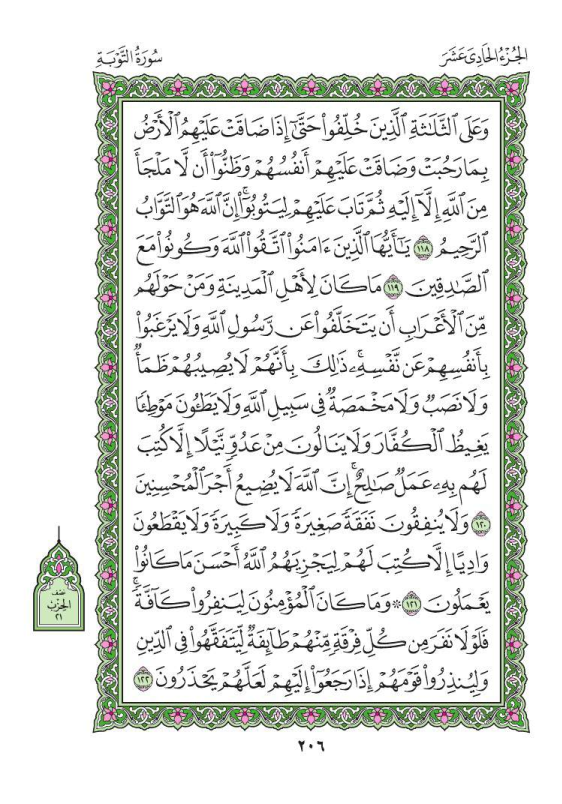 الجُزْءُ الحَادِىَ عَشَرَ
سُورَةُ التَّوْبَةِ
وَعَلَى ٱلثَّلَٰثَةِ ٱلَّذِينَ خُلِّفُوا۟ حَتَّىٰٓ إِذَا ضَاقَتْ عَلَيْهِمُ ٱلْأَرْضُ
بِمَا رَحُبَتْ وَضَاقَتْ عَلَيْهِمْ أَنفُسُهُمْ وَظَنُّوٓا۟ أَن لَّا مَلْجَأَ
مِنَ ٱللَّهِ إِلَّآ إِلَيْهِ ثُمَّ تَابَ عَلَيْهِمْ لِيَتُوبُوٓا۟ ۚ إِنَّ ٱللَّهَ هُوَ ٱلتَّوَّابُ
ٱلرَّحِيمُ ١١٨ يَٰٓأَيُّهَا ٱلَّذِينَ ءَامَنُوا۟ ٱتَّقُوا۟ ٱللَّهَ وَكُونُوا۟ مَعَ
ٱلصَّٰدِقِينَ ١١٩ مَا كَانَ لِأَهْلِ ٱلْمَدِينَةِ وَمَنْ حَوْلَهُم
مِّنَ ٱلْأَعْرَابِ أَن يَتَخَلَّفُوا۟ عَن رَّسُولِ ٱللَّهِ وَلَا يَرْغَبُوا۟
بِأَنفُسِهِمْ عَن نَّفْسِهِۦ ۚ ذَٰلِكَ بِأَنَّهُمْ لَا يُصِيبُهُمْ ظَمَأٌ
وَلَا نَصَبٌ وَلَا مَخْمَصَةٌ فِى سَبِيلِ ٱللَّهِ وَلَا يَطَـُٔونَ مَوْطِئًا
يَغِيظُ ٱلْكُفَّارَ وَلَا يَنَالُونَ مِنْ عَدُوٍّ نَّيْلًا إِلَّا كُتِبَ
لَهُم بِهِۦ عَمَلٌ صَٰلِحٌ ۚ إِنَّ ٱللَّهَ لَا يُضِيعُ أَجْرَ ٱلْمُحْسِنِينَ
١٢٠ وَلَا يُنفِقُونَ نَفَقَةً صَغِيرَةً وَلَا كَبِيرَةً وَلَا يَقْطَعُونَ
وَادِيًا إِلَّا كُتِبَ لَهُمْ لِيَجْزِيَهُمُ ٱللَّهُ أَحْسَنَ مَا كَانُوا۟
يَعْمَلُونَ ١٢١ ۞ وَمَا كَانَ ٱلْمُؤْمِنُونَ لِيَنفِرُوا۟ كَآفَّةً ۚ
فَلَوْلَا نَفَرَ مِن كُلِّ فِرْقَةٍ مِّنْهُمْ طَآئِفَةٌ لِّيَتَفَقَّهُوا۟ فِى ٱلدِّينِ
وَلِيُنذِرُوا۟ قَوْمَهُمْ إِذَا رَجَعُوٓا۟ إِلَيْهِمْ لَعَلَّهُمْ يَحْذَرُونَ ١٢٢
نصف
الحزب
٢١
٢٠٦